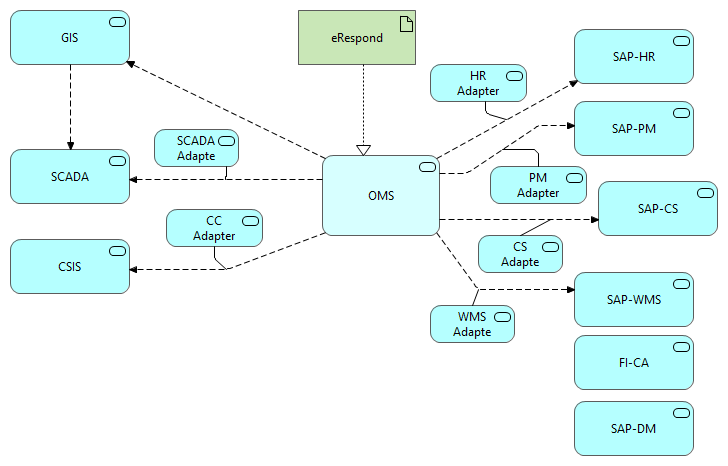 GIS
eRespond
HR
Adapter
SAP-HR
SCADA
Adapte
SAP-PM
SCADA
OMS
PM
Adapter
SAP-CS
CC
Adapter
CS
Adapte
CSIS
SAP-WMS
WMS
Adapte
FI-CA
SAP-DM